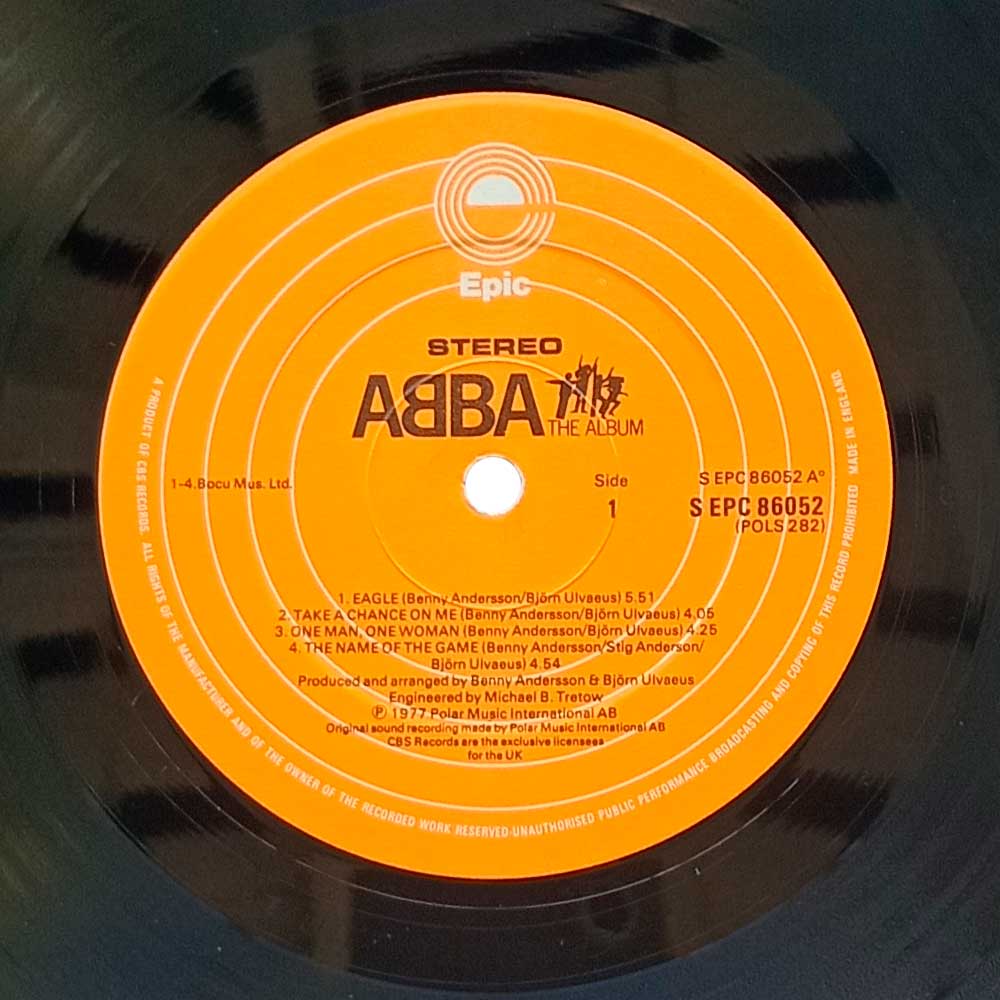 Epic
STEREO
ABBA
THE ALBUM
1-4. Bocu Mus. Ltd.
Side
1
S EPC 86052 A°
S EPC 86052
(POLS 282)
1. EAGLE (Benny Andersson/Björn Ulvaeus) 5.51
2. TAKE A CHANCE ON ME (Benny Andersson/Björn Ulvaeus) 4.05
3. ONE MAN, ONE WOMAN (Benny Andersson/Björn Ulvaeus) 4.25
4. THE NAME OF THE GAME (Benny Andersson/Stig Anderson/
Björn Ulvaeus) 4.54
Produced and arranged by Benny Andersson & Björn Ulvaeus
Engineered by Michael B. Tretow
℗ 1977 Polar Music International AB
Original sound recording made by Polar Music International AB
CBS Records are the exclusive licensees
for the UK
A PRODUCT OF CBS RECORDS. ALL RIGHTS OF THE MANUFACTURER AND OF THE OWNER OF THE RECORDED WORK RESERVED·UNAUTHORISED PUBLIC PERFORMANCE BROADCASTING AND COPYING OF THIS RECORD PROHIBITED MADE IN ENGLAND.